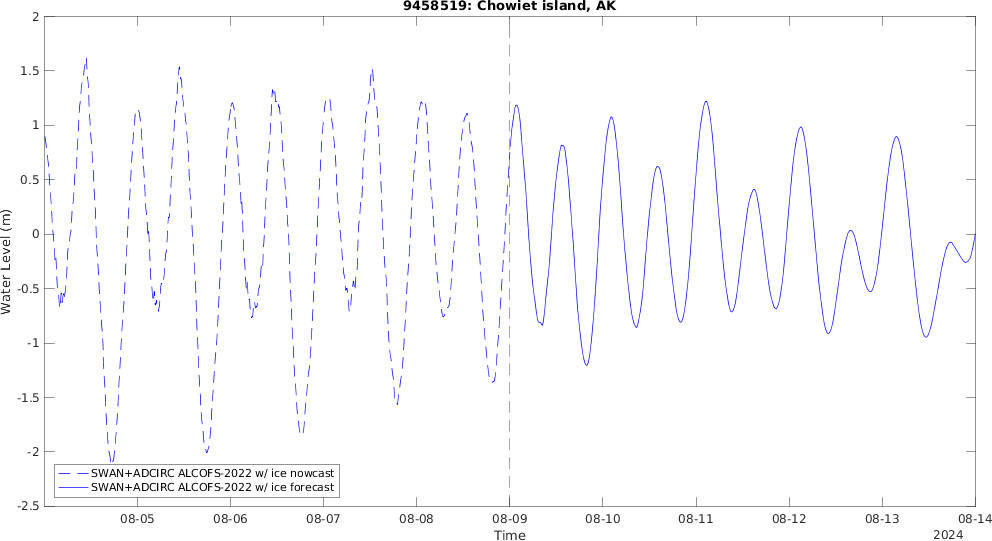 9458519: Chowiet island, AK
2
1.5
1
0.5
0
-0.5
-1
-1.5
-2
-2.5
Water Level (m)
SWAN+ADCIRC ALCOFS-2022 w/ ice nowcast
SWAN+ADCIRC ALCOFS-2022 w/ ice forecast
08-05 08-06 08-07 08-08 08-09 08-10 08-11 08-12 08-13 08-14
Time
2024